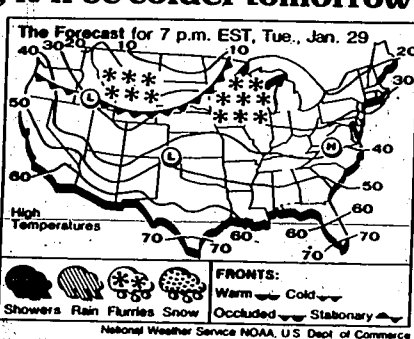 be colder tomorrow
The Forecast for 7 p.m. EST, Tue., Jan. 29
40 30 20 10 10 20
30
50
L
L
H
40
60
50
60
High
Temperatures
70 70
60
70
70
FRONTS:
Warm Cold
Occluded Stationary
Showers Rain Flurries Snow
National Weather Service NOAA, U.S. Dept. of Commerce